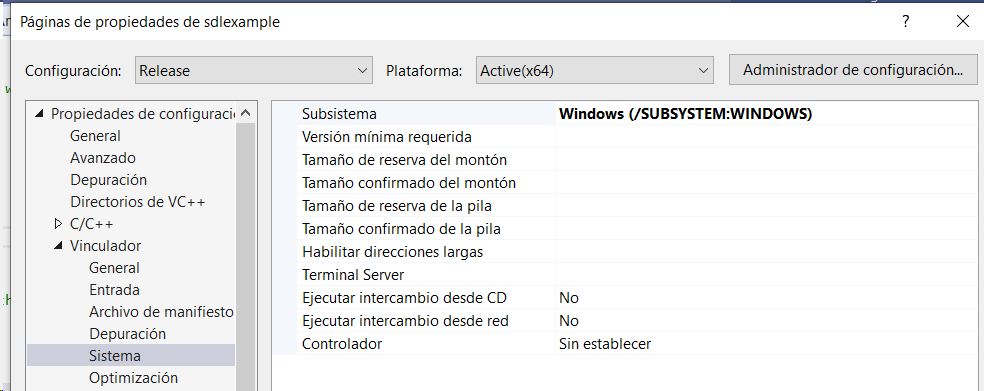 Páginas de propiedades de sdlexample
?
Configuración: Release Plataforma: Active(x64) Administrador de configuración...
Propiedades de configuraci
General
Avanzado
Depuración
Directorios de VC++
C/C++
Vinculador
General
Entrada
Archivo de manifiesto
Depuración
Sistema
Optimización
Subsistema Windows (/SUBSYSTEM:WINDOWS)
Versión mínima requerida
Tamaño de reserva del montón
Tamaño confirmado del montón
Tamaño de reserva de la pila
Tamaño confirmado de la pila
Habilitar direcciones largas
Terminal Server
Ejecutar intercambio desde CD No
Ejecutar intercambio desde red No
Controlador Sin establecer